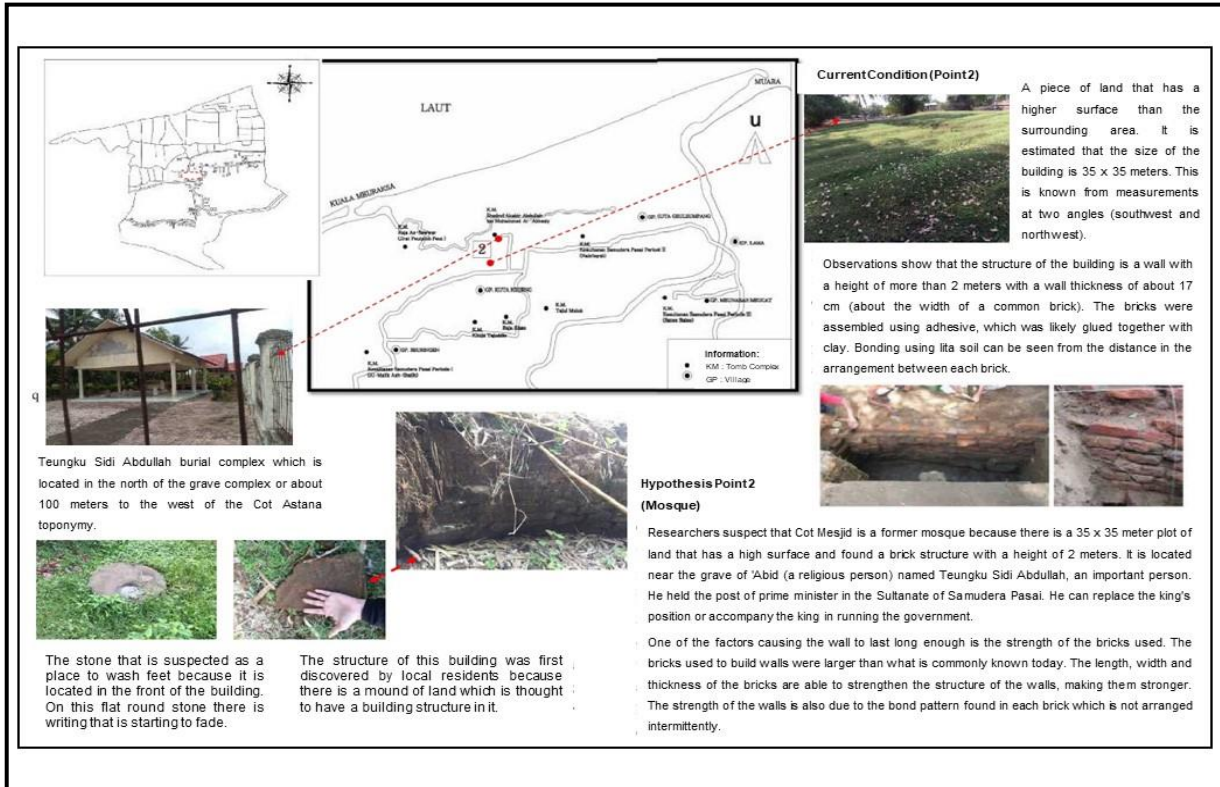 LAUT
MUARA
u
KUALA MEURAKSA
2
KM.
KM.
KM.
GP. KUTA GEULEUMPANG
GP. KUTA KRUENG
KM.
KM.
KM.
KM.
KM.
Information:
KM : Tomb Complex
GP : Village
Current Condition (Point 2)
A piece of land that has a
higher surface than the
surrounding area. It is
estimated that the size of the
building is 35 x 35 meters. This
is known from measurements
at two angles (southwest and
northwest).
Observations show that the structure of the building is a wall with
a height of more than 2 meters with a wall thickness of about 17
cm (about the width of a common brick). The bricks were
assembled using adhesive, which was likely glued together with
clay. Bonding using lita soil can be seen from the distance in the
arrangement between each brick.
q
Teungku Sidi Abdullah burial complex which is
located in the north of the grave complex or about
100 meters to the west of the Cot Astana
toponymy.
The stone that is suspected as a
place to wash feet because it is
located in the front of the building.
On this flat round stone there is
writing that is starting to fade.
The structure of this building was first
discovered by local residents because
there is a mound of land which is thought
to have a building structure in it.
Hypothesis Point 2
(Mosque)
Researchers suspect that Cot Mesjid is a former mosque because there is a 35 x 35 meter plot of
land that has a high surface and found a brick structure with a height of 2 meters. It is located
near the grave of 'Abid (a religious person) named Teungku Sidi Abdullah, an important person.
He held the post of prime minister in the Sultanate of Samudera Pasai. He can replace the king's
position or accompany the king in running the government.
One of the factors causing the wall to last long enough is the strength of the bricks used. The
bricks used to build walls were larger than what is commonly known today. The length, width and
thickness of the bricks are able to strengthen the structure of the walls, making them stronger.
The strength of the walls is also due to the bond pattern found in each brick which is not arranged
intermittently.